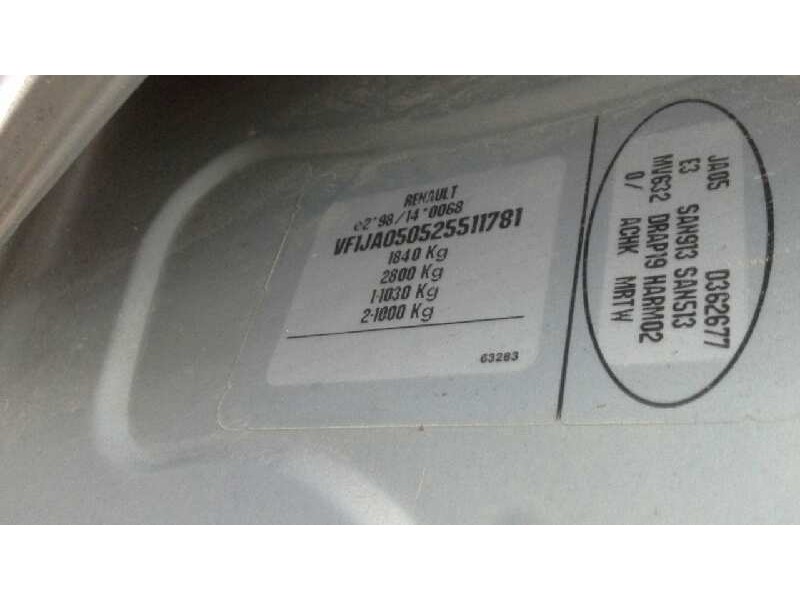 RENAULT
e2*98/14*0068
VF1JA050525511781
1840 Kg
2800 Kg
1-1030 Kg
2-1000 Kg
63283
JA05 D362677
E3 SAN913 SAN513
MV632 DRAP19 HARM02
0/ ACHK MRTW